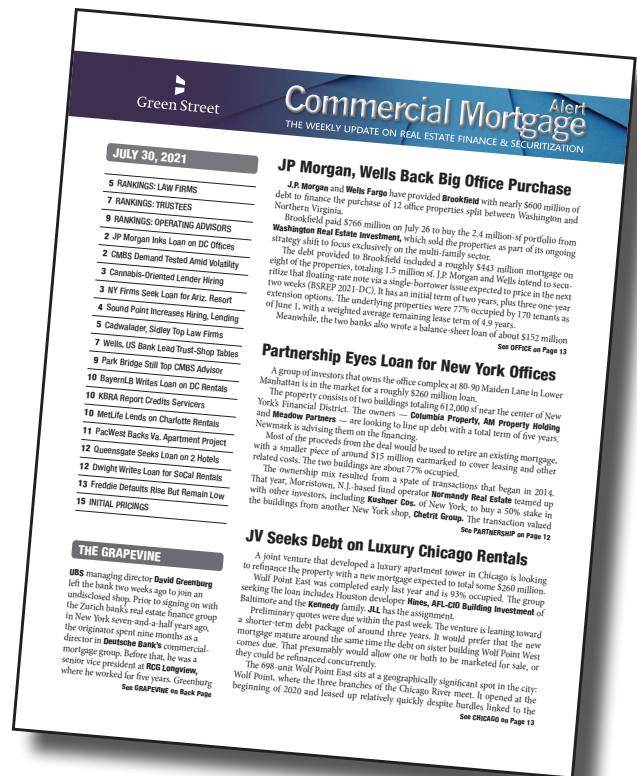 Green Street
Commercial Mortgage
Alert
THE WEEKLY UPDATE ON REAL ESTATE FINANCE & SECURITIZATION
JULY 30, 2021
5 RANKINGS: LAW FIRMS
7 RANKINGS: TRUSTEES
9 RANKINGS: OPERATING ADVISORS
2 JP Morgan Inks Loan on DC Offices
2 CMBS Demand Tested Amid Volatility
3 Cannabis-Oriented Lender Hiring
3 NY Firms Seek Loan for Ariz. Resort
4 Sound Point Increases Hiring, Lending
5 Cadwalader, Sidley Top Law Firms
7 Wells, US Bank Lead Trust-Shop Tables
9 Park Bridge Still Top CMBS Advisor
10 BayernLB Writes Loan on DC Rentals
10 KBRA Report Credits Servicers
10 MetLife Lends on Charlotte Rentals
11 PacWest Backs Va. Apartment Project
12 Queensgate Seeks Loan on 2 Hotels
12 Dwight Writes Loan for SoCal Rentals
13 Freddie Defaults Rise But Remain Low
15 INITIAL PRICINGS
THE GRAPEVINE
UBS managing director David Greenburg
left the bank two weeks ago to join an
undisclosed shop. Prior to signing on with
the Zurich bank's real estate finance group
in New York seven-and-a-half years ago,
the originator spent nine months as a
director in Deutsche Bank's commercial-
mortgage group. Before that, he was a
senior vice president at RCG Longview,
where he worked for five years. Greenburg
See GRAPEVINE on Back Page
JP Morgan, Wells Back Big Office Purchase
J.P. Morgan and Wells Fargo have provided Brookfield with nearly $600 million of
debt to finance the purchase of 12 office properties split between Washington and
Northern Virginia.
Brookfield paid $766 million on July 26 to buy the 2.4 million-sf portfolio from
Washington Real Estate Investment, which sold the properties as part of its ongoing
strategy shift to focus exclusively on the multi-family sector.
The debt provided to Brookfield included a roughly $443 million mortgage on
eight of the properties, totaling 1.5 million sf. J.P. Morgan and Wells intend to secu-
ritize that floating-rate note via a single-borrower issue expected to price in the next
two weeks (BSREP 2021-DC). It has an initial term of two years, plus three one-year
extension options. The underlying properties were 77% occupied by 170 tenants as
of June 1, with a weighted average remaining lease term of 4.9 years.
Meanwhile, the two banks also wrote a balance-sheet loan of about $152 million
See OFFICE on Page 13
Partnership Eyes Loan for New York Offices
A group of investors that owns the office complex at 80-90 Maiden Lane in Lower
Manhattan is in the market for a roughly $260 million loan.
The property consists of two buildings totaling 612,000 sf near the center of New
York's Financial District. The owners — Columbia Property, AM Property Holding
and Meadow Partners — are looking to line up debt with a total term of five years.
Newmark is advising them on the financing.
Most of the proceeds from the deal would be used to retire an existing mortgage,
with a smaller piece of around $15 million earmarked to cover leasing and other
related costs. The two buildings are about 77% occupied.
The ownership mix resulted from a spate of transactions that began in 2014.
That year, Morristown, N.J.-based fund operator Normandy Real Estate teamed up
with other investors, including Kushner Cos. of New York, to buy a 50% stake in
the buildings from another New York shop, Chetrit Group. The transaction valued
See PARTNERSHIP on Page 12
JV Seeks Debt on Luxury Chicago Rentals
A joint venture that developed a luxury apartment tower in Chicago is looking
to refinance the property with a new mortgage expected to total some $260 million.
Wolf Point East was completed early last year and is 93% occupied. The group
seeking the loan includes Houston developer Hines, AFL-CIO Building Investment of
Baltimore and the Kennedy family. JLL has the assignment.
Preliminary quotes were due within the past week. The venture is leaning toward
a shorter-term debt package of around three years. It would prefer that the new
mortgage mature around the same time the debt on sister building Wolf Point West
comes due. That presumably would allow one or both to be marketed for sale, or
they could be refinanced concurrently.
The 698-unit Wolf Point East sits at a geographically significant spot in the city:
Wolf Point, where the three branches of the Chicago River meet. It opened at the
beginning of 2020 and leased up relatively quickly despite hurdles linked to the
See CHICAGO on Page 13